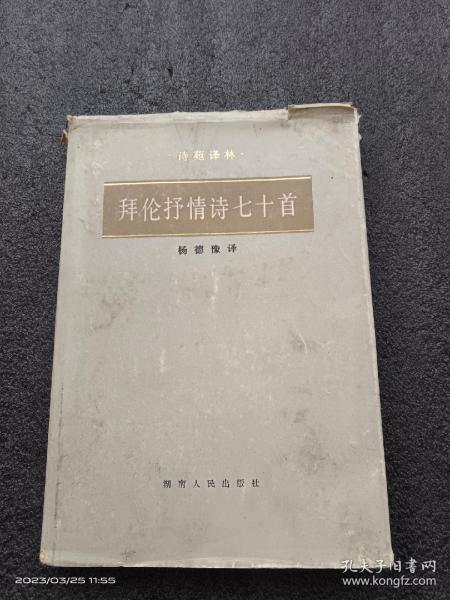 ·诗苑译林·
拜伦抒情诗七十首
杨德豫译
湖南人民出版社
2023/03/25 11:55
孔夫子旧书网
www.kongfz.com